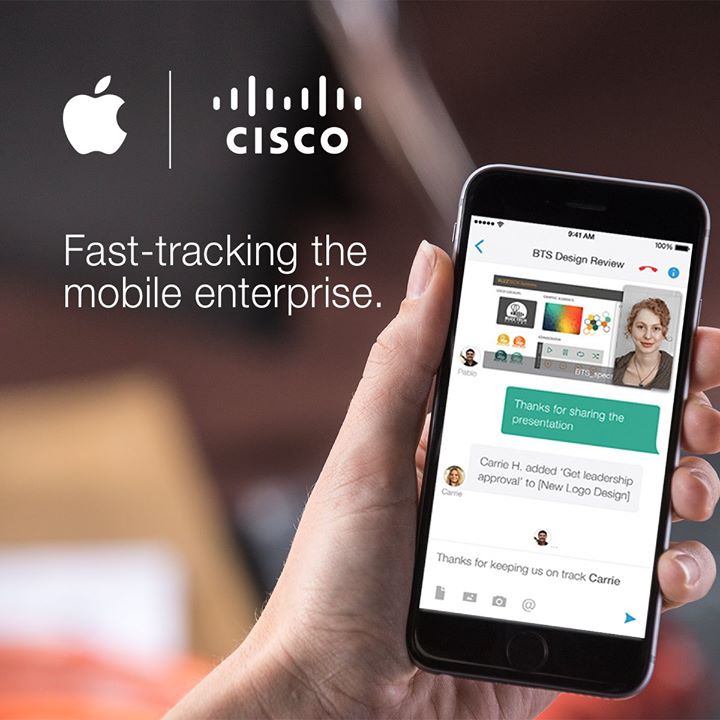 CISCO
Fast-tracking the
mobile enterprise.
9:41 AM
100%
BTS Design Review
Pablo
Thanks for sharing the
presentation
Carrie H. added 'Get leadership
approval' to [New Logo Design]
Carrie
...
Thanks for keeping us on track Carrie
@